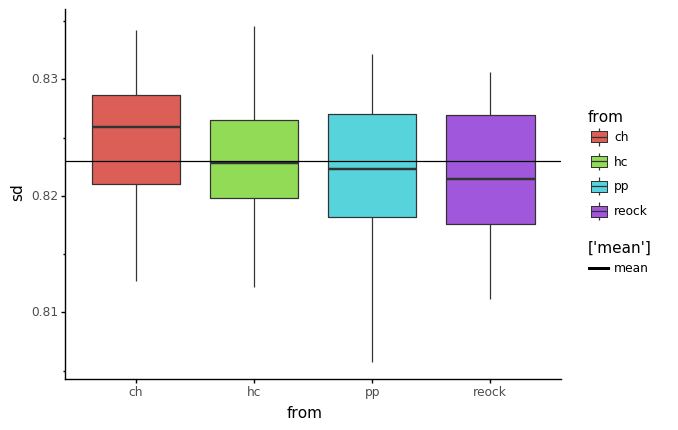 0.83
0.82
0.81
sd
ch
hc
pp
reock
from
from
ch
hc
pp
reock
['mean']
mean